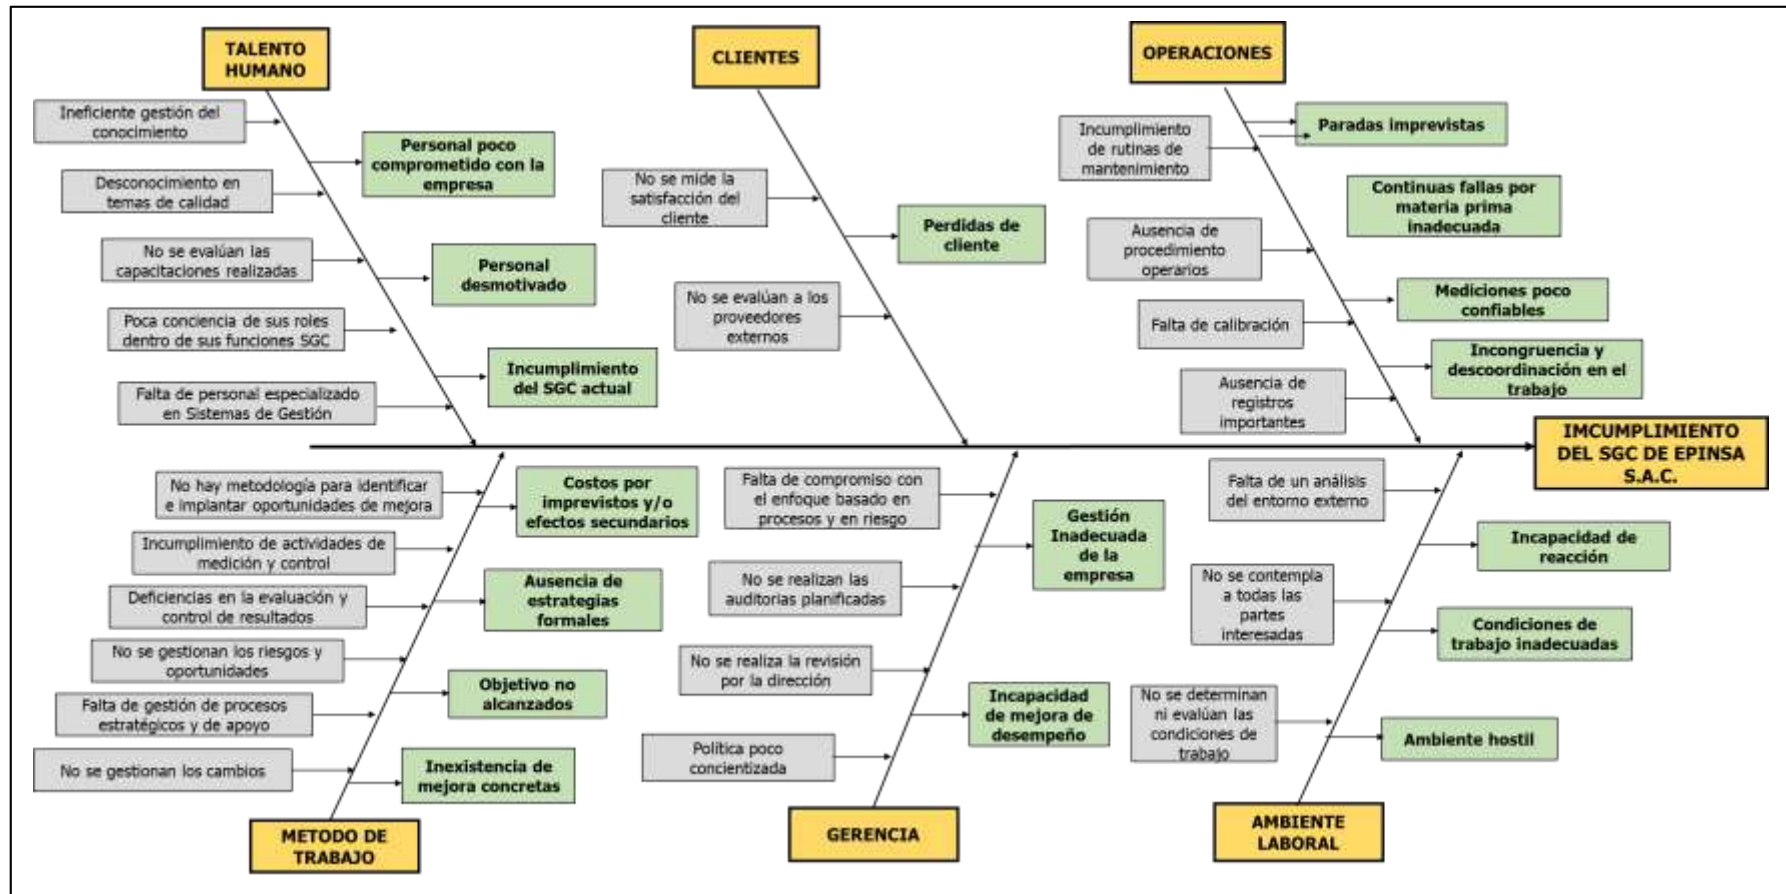 TALENTO
HUMANO
Ineficiente gestión del
conocimiento
Personal poco
comprometido con la
empresa
Desconocimiento en
temas de calidad
No se evalúan las
capacitaciones realizadas
Personal
desmotivado
Poca conciencia de sus roles
dentro de sus funciones SGC
Incumplimiento
del SGC actual
Falta de personal especializado
en Sistemas de Gestión
CLIENTES
No se mide la
satisfacción del
cliente
Perdidas de
cliente
No se evalúan a los
proveedores
externos
OPERACIONES
Paradas imprevistas
Incumplimiento
de rutinas de
mantenimiento
Continuas fallas por
materia prima
inadecuada
Ausencia de
procedimiento
operarios
Mediciones poco
confiables
Falta de calibración
Incongruencia y
descoordinación en el
trabajo
Ausencia de
registros
importantes
IMCUMPLIMIENTO
DEL SGC DE EPINSA
S.A.C.
No hay metodología para identificar
e implantar oportunidades de mejora
Costos por
imprevistos y/o
efectos secundarios
Incumplimiento de actividades de
medición y control
Deficiencias en la evaluación y
control de resultados
Ausencia de
estrategias
formales
No se gestionan los riesgos y
oportunidades
Falta de gestión de procesos
estratégicos y de apoyo
Objetivo no
alcanzados
No se gestionan los cambios
Inexistencia de
mejora concretas
METODO DE
TRABAJO
Falta de compromiso con
el enfoque basado en
procesos y en riesgo
Gestión
Inadecuada
de la
empresa
No se realizan las
auditorias planificadas
No se realiza la revisión
por la dirección
Incapacidad
de mejora de
desempeño
Política poco
concientizada
GERENCIA
Falta de un análisis
del entorno externo
Incapacidad de
reacción
No se contempla
a todas las
partes
interesadas
Condiciones de
trabajo inadecuadas
No se determinan
ni evalúan las
condiciones de
trabajo
Ambiente hostil
AMBIENTE
LABORAL